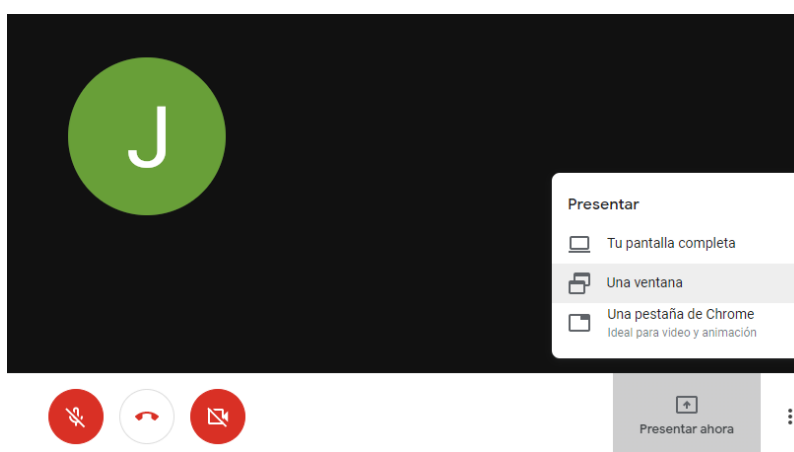 J
Presentar
Tu pantalla completa
Una ventana
Una pestaña de Chrome
Ideal para video y animación
Presentar ahora